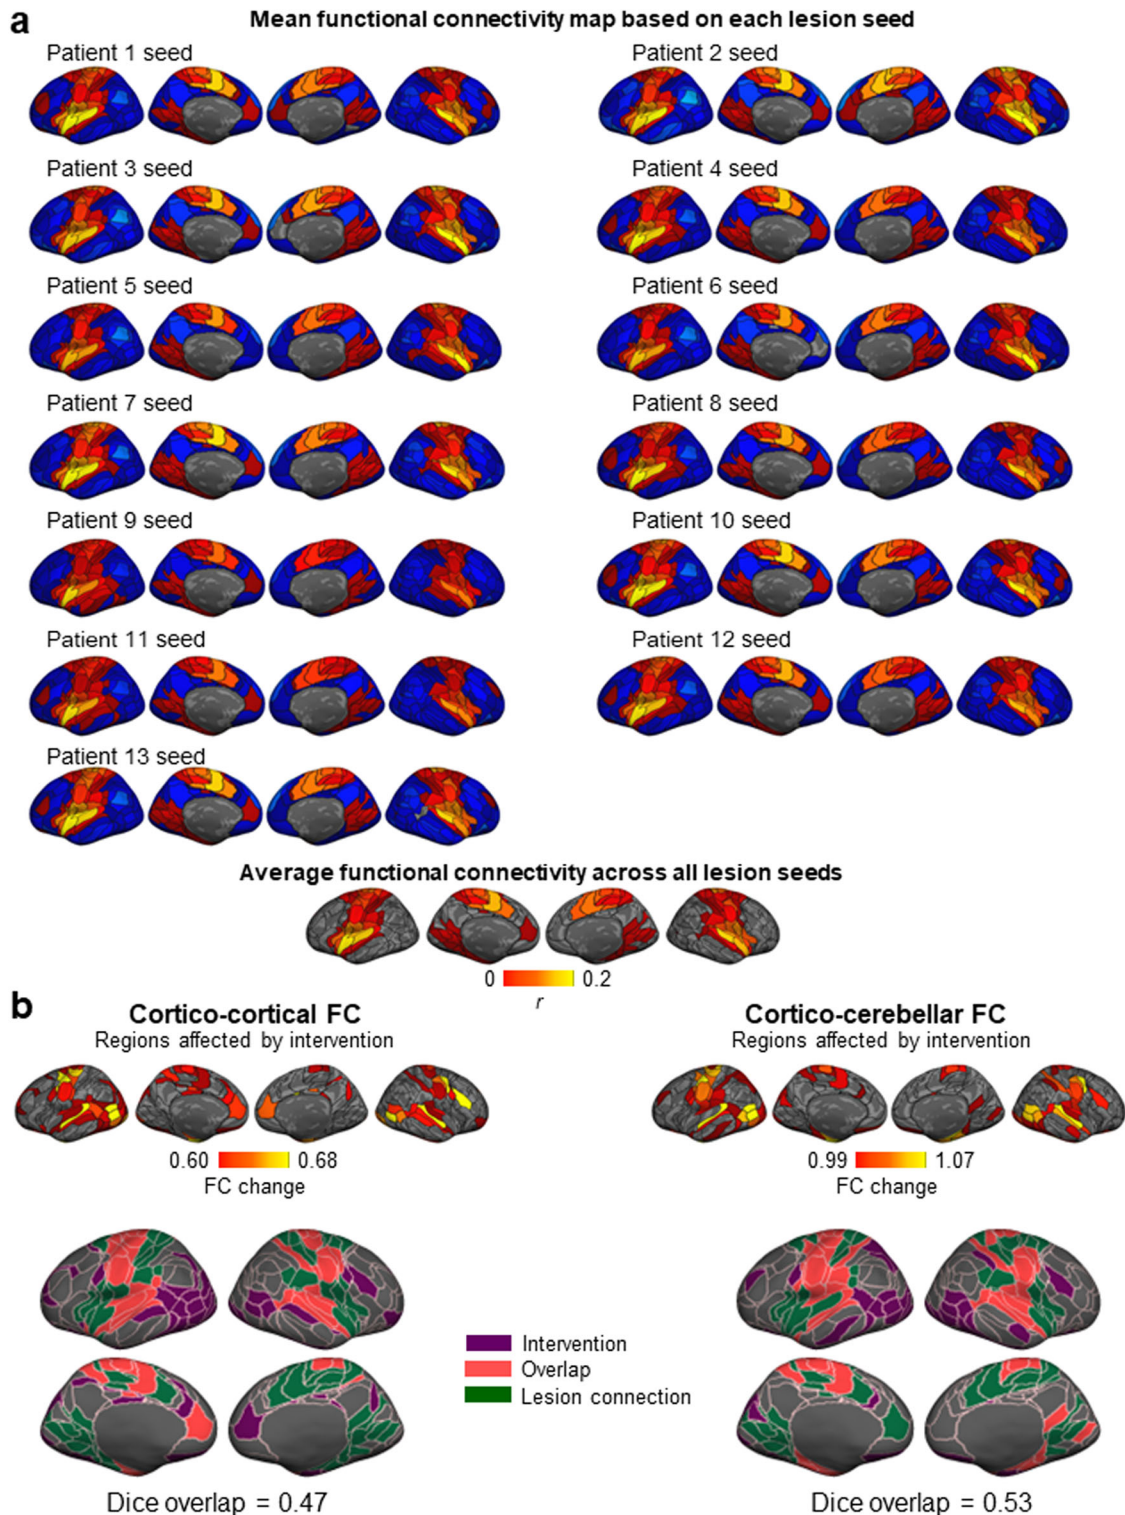 a
Mean functional connectivity map based on each lesion seed
Patient 1 seed
Patient 2 seed
Patient 3 seed
Patient 4 seed
Patient 5 seed
Patient 6 seed
Patient 7 seed
Patient 8 seed
Patient 9 seed
Patient 10 seed
Patient 11 seed
Patient 12 seed
Patient 13 seed
Average functional connectivity across all lesion seeds
0 0.2
r
b
Cortico-cortical FC
Regions affected by intervention
0.60 0.68
FC change
Cortico-cerebellar FC
Regions affected by intervention
0.99 1.07
FC change
Intervention
Overlap
Lesion connection
Dice overlap = 0.47
Dice overlap = 0.53